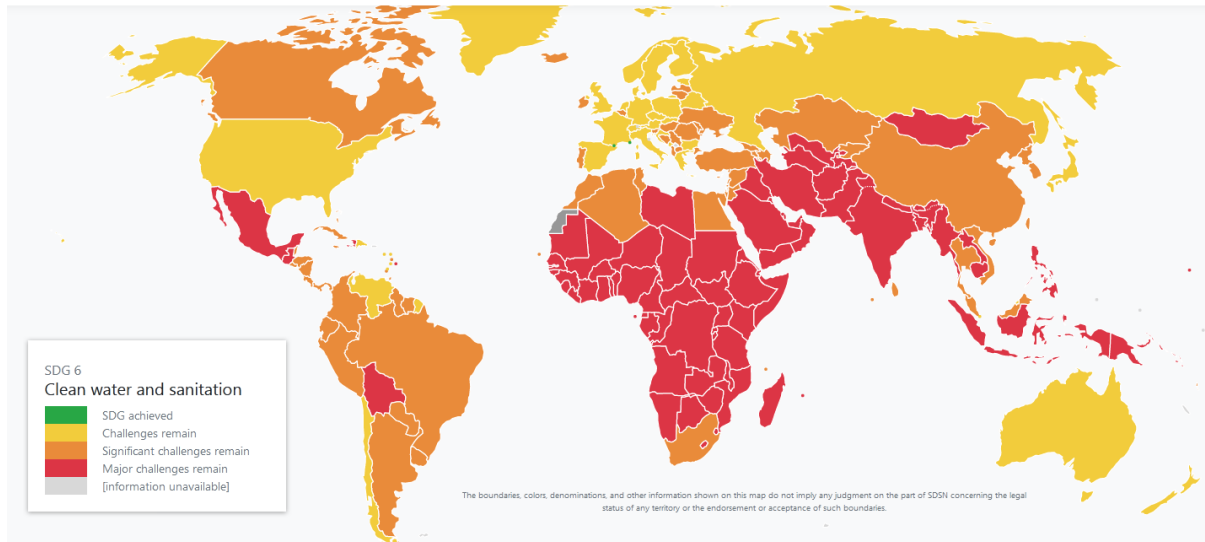 SDG 6
Clean water and sanitation
SDG achieved
Challenges remain
Significant challenges remain
Major challenges remain
[information unavailable]
The boundaries, colors, denominations, and other information shown on this map do not imply any judgment on the part of SDSN concerning the legal
status of any territory or the endorsement or acceptance of such boundaries.